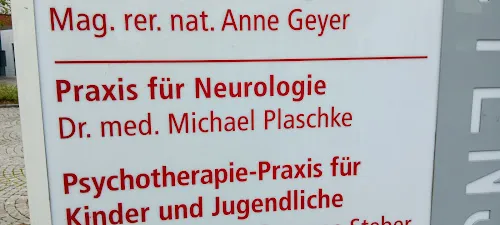 Mag. rer. nat. Anne Geyer
Praxis für Neurologie
Dr. med. Michael Plaschke
Psychotherapie-Praxis für
Kinder und Jugendliche